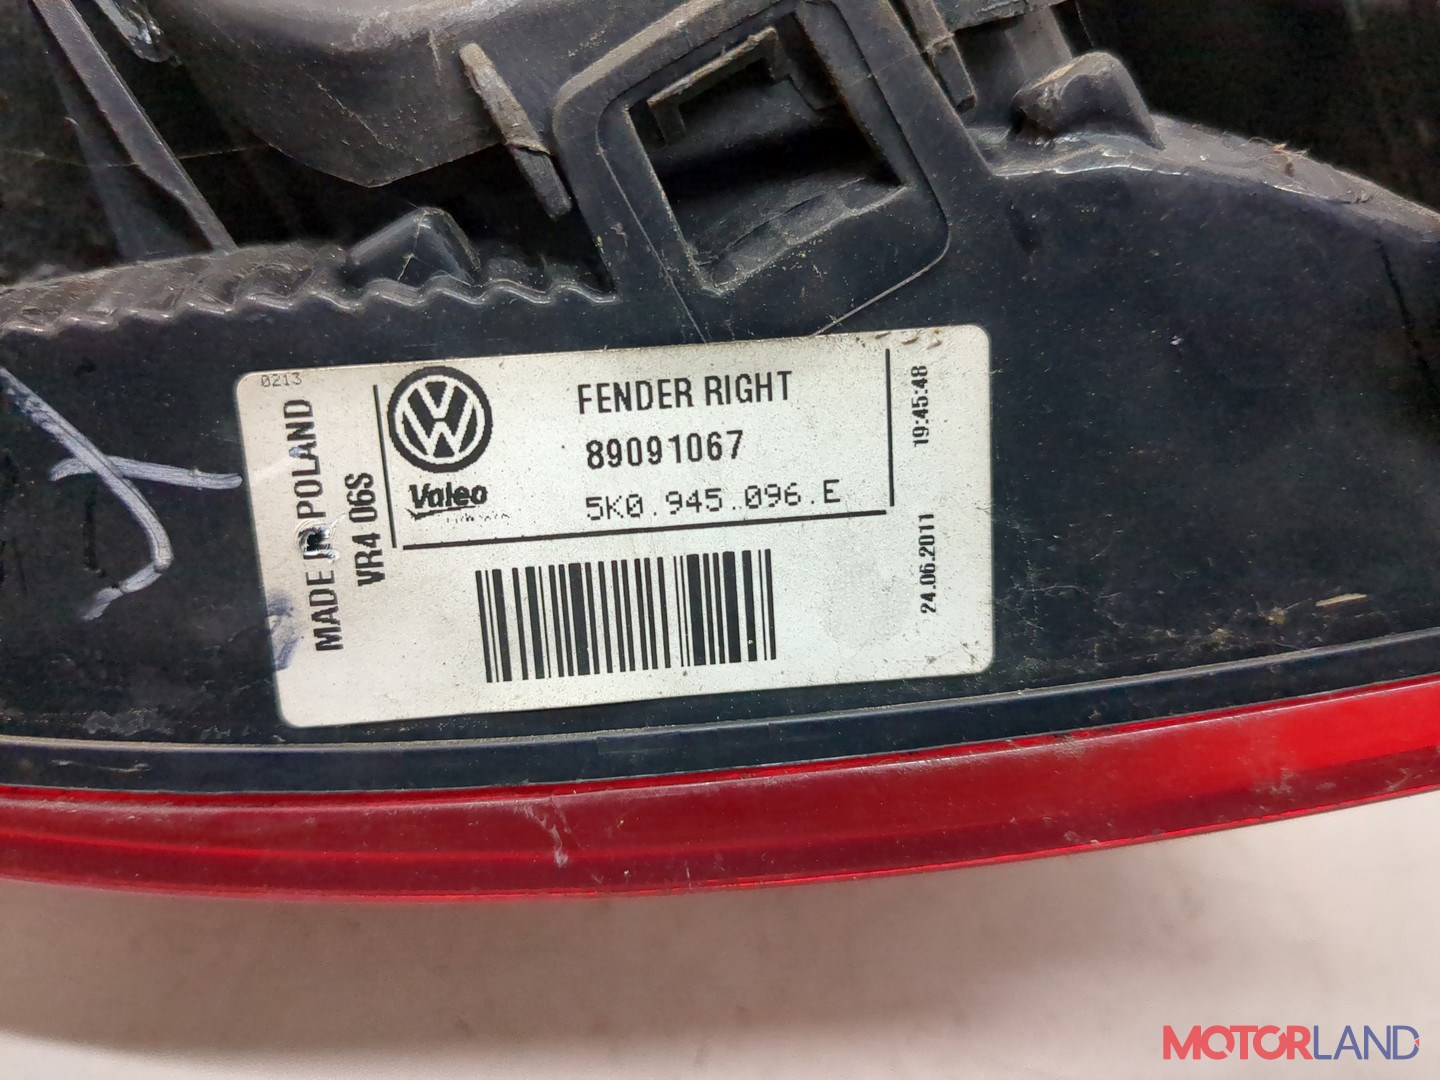 0213
MADE IN POLAND
VR4 06S
Valeo
FENDER RIGHT
89091067
5K0.945.096.E
19:45:48
24.06.2011
MOTORLAND